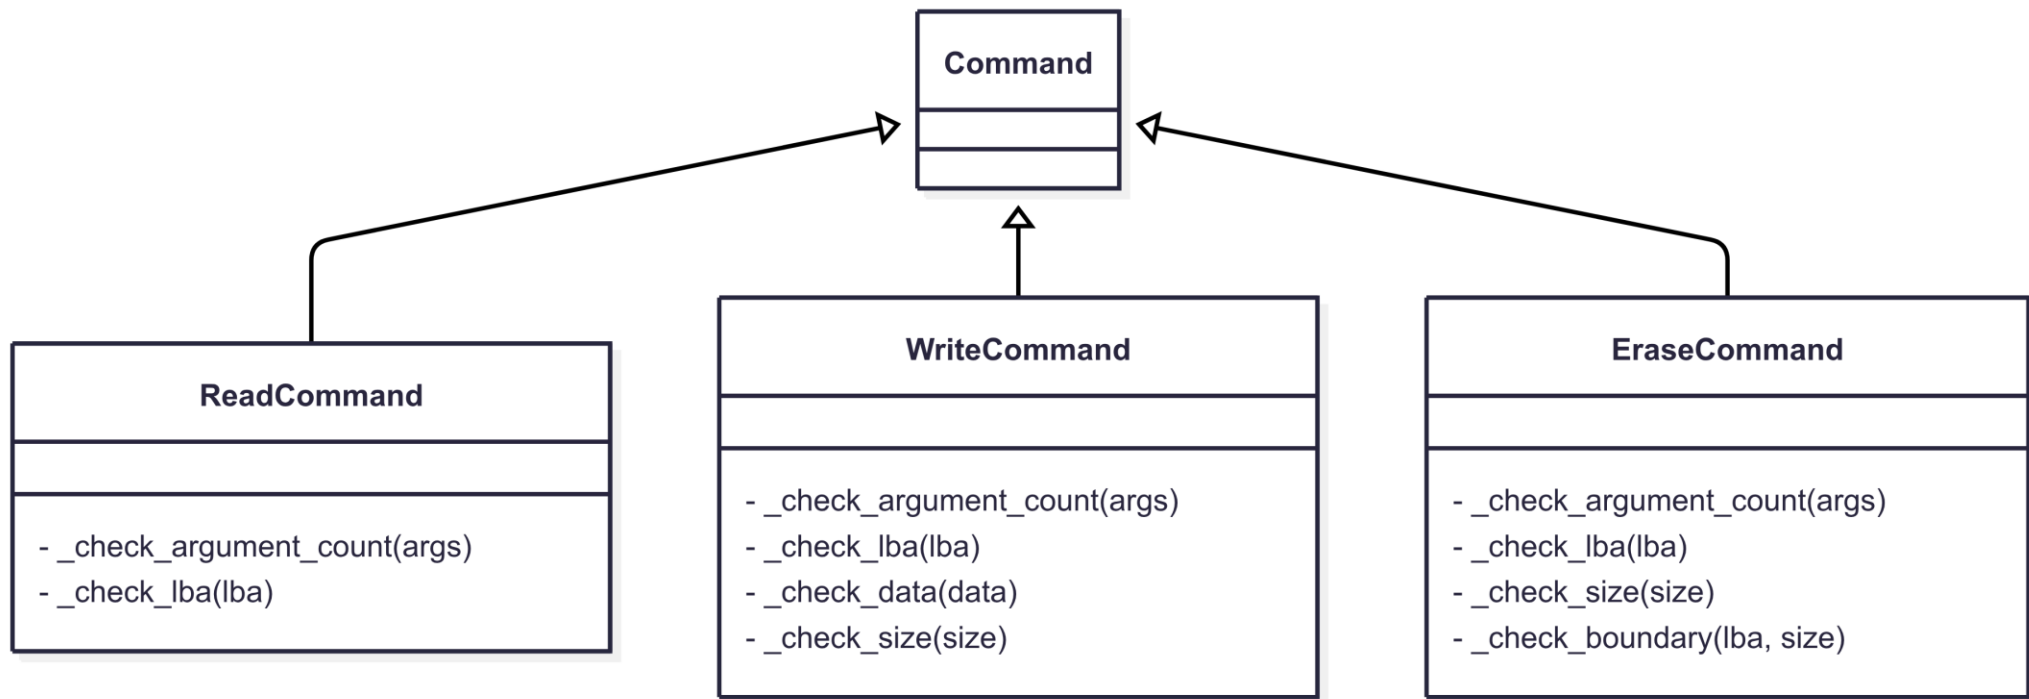 Command
ReadCommand
- _check_argument_count(args)
- _check_lba(lba)
WriteCommand
- _check_argument_count(args)
- _check_lba(lba)
- _check_data(data)
- _check_size(size)
EraseCommand
- _check_argument_count(args)
- _check_lba(lba)
- _check_size(size)
- _check_boundary(lba, size)